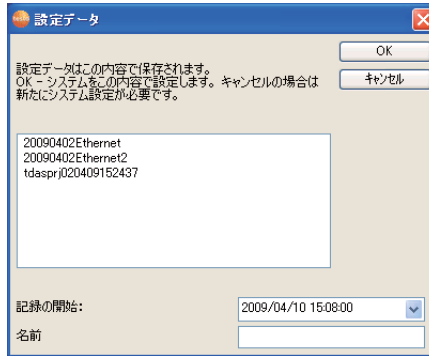 設定データ
OK
設定データはこの内容で保存されます。
OK - システムをこの内容で設定します。キャンセルの場合は
新たにシステム設定が必要です。
キャンセル
20090402Ethernet
20090402Ethernet2
tdasprj020409152437
記録の開始:
2009/04/10 15:08:00
名前